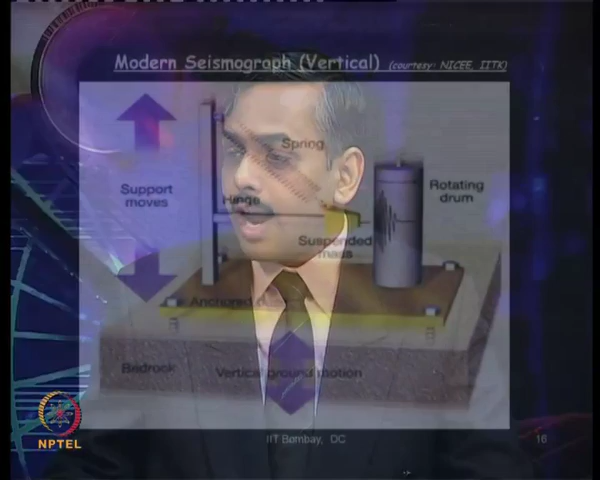 Modern Seismograph (Vertical) (courtesy: NICEE, IITK)
Spring
Support
moves
Rotating
drum
Hinge
Suspended
mass
Anchored
Bedrock
Vertical ground motion
NPTEL
IIT Bombay, DC
16